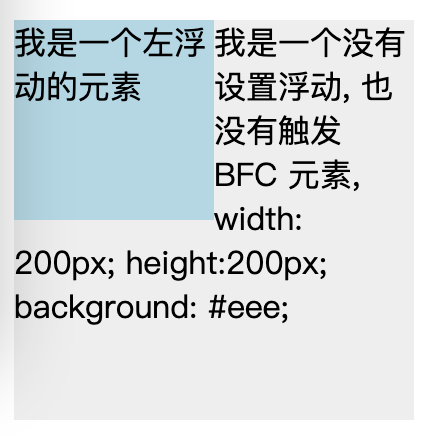 我是一个左浮
动的元素
我是一个没有
设置浮动, 也
没有触发
BFC 元素,
width:
200px; height:200px;
background: #eee;